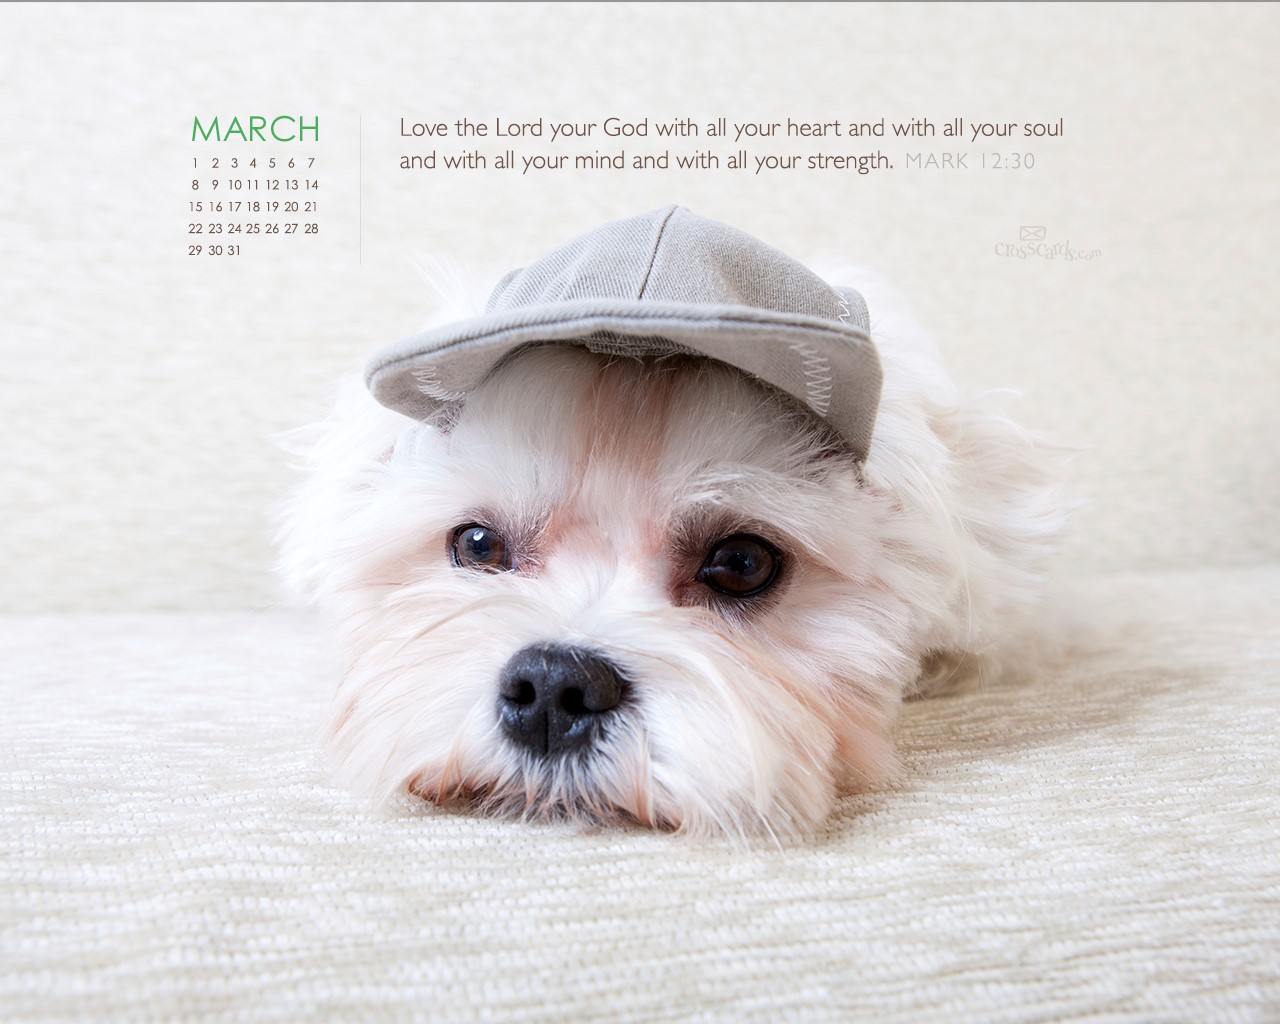 MARCH
1 2 3 4 5 6 7
8 9 10 11 12 13 14
15 16 17 18 19 20 21
22 23 24 25 26 27 28
29 30 31
Love the Lord your God with all your heart and with all your soul
and with all your mind and with all your strength. MARK 12:30
crosscards.com